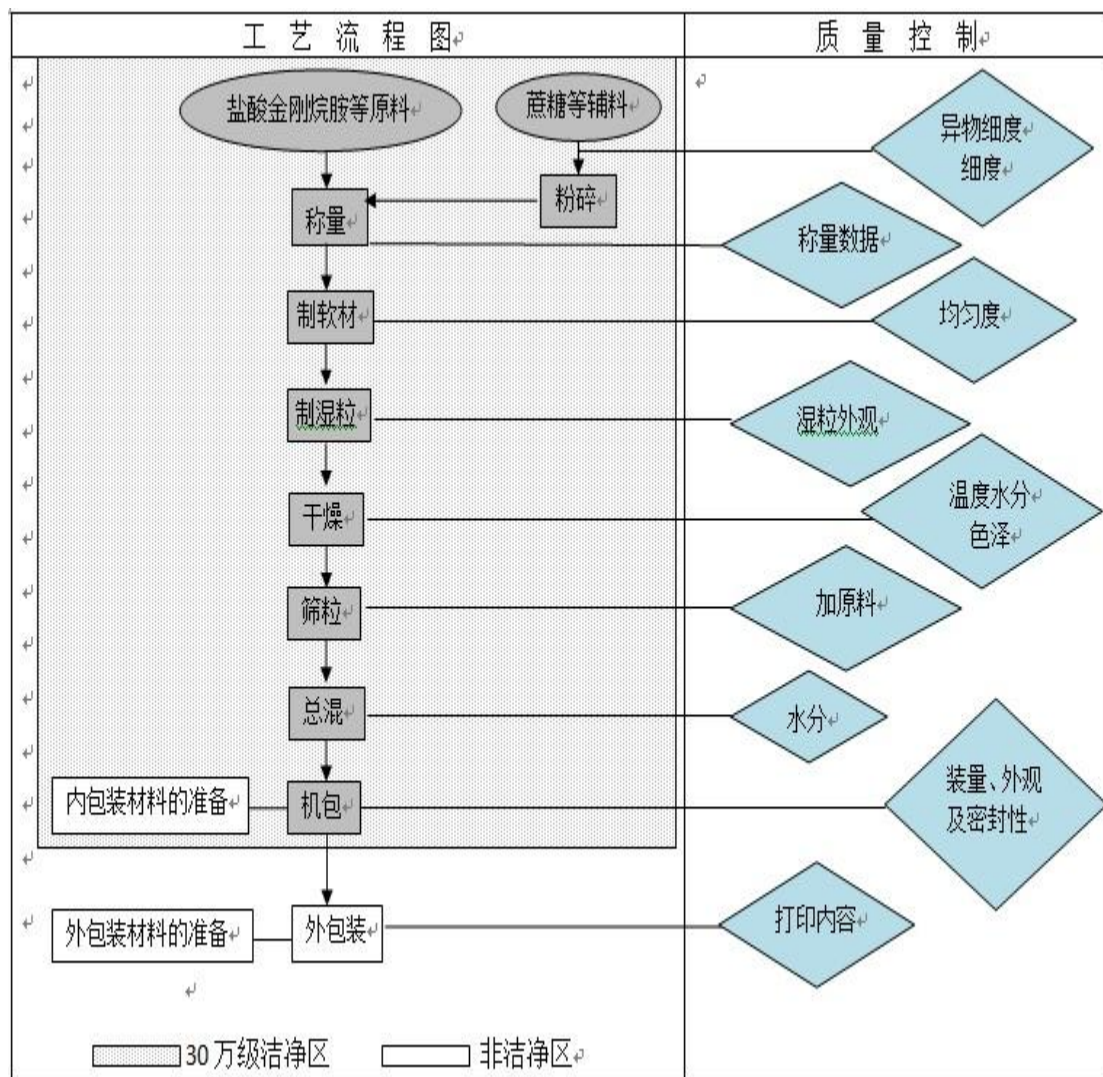 工艺流程图
质量控制
盐酸金刚烷胺等原料
蔗糖等辅料
异物细度
细度
粉碎
称量
称量数据
制软材
均匀度
制湿粒
湿粒外观
干燥
温度水分
色泽
筛粒
加原料
总混
水分
内包装材料的准备
机包
装量、外观
及密封性
外包装材料的准备
外包装
打印内容
30万级洁净区
非洁净区